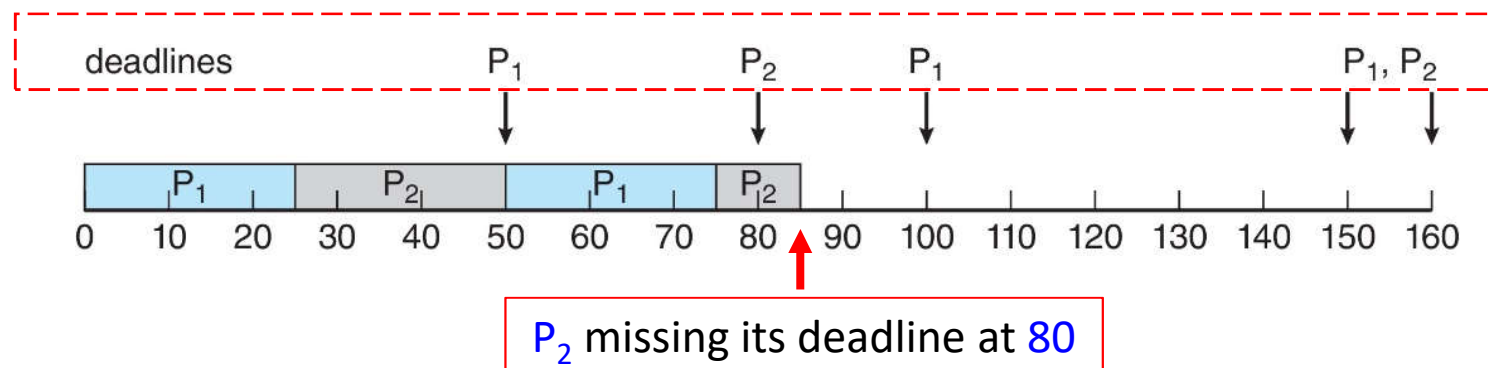 deadlines P₁ P₂ P₁ P₁, P₂
P₁ P₂ P₁ P₂
0 10 20 30 40 50 60 70 80 90 100 110 120 130 140 150 160
P₂ missing its deadline at 80